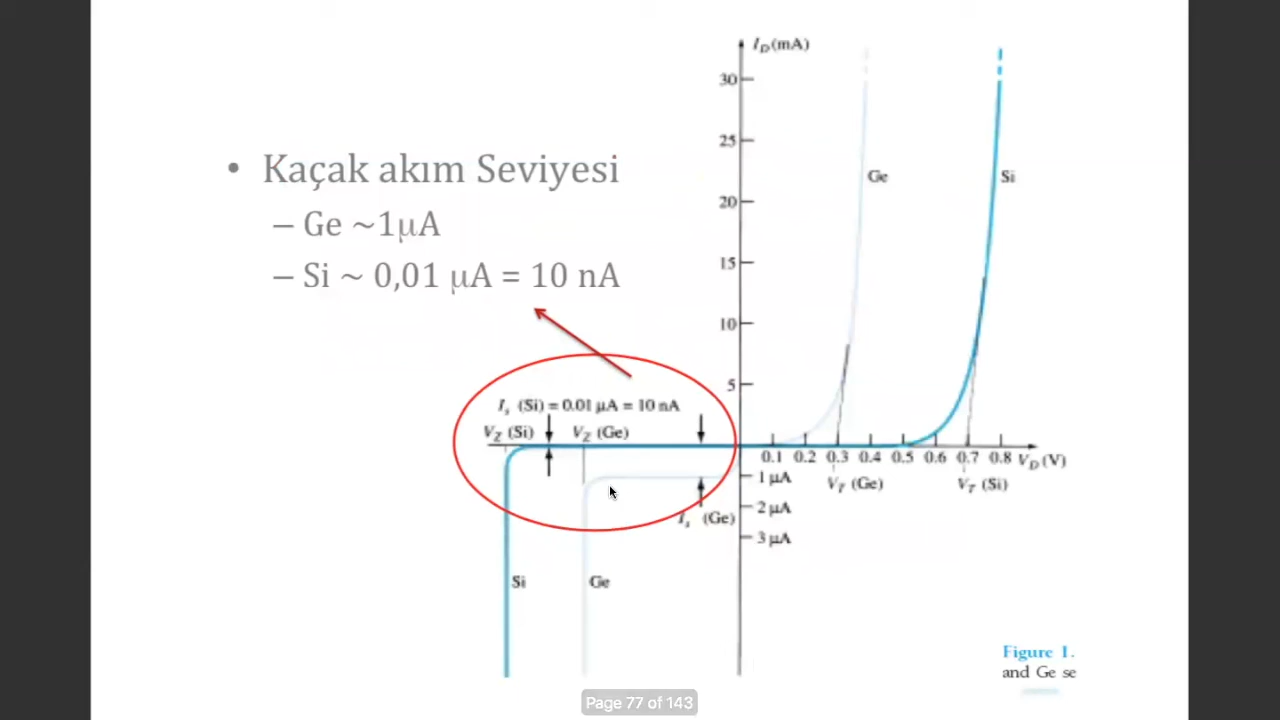 • Kaçak akım Seviyesi
– Ge ~1µA
– Si ~ 0,01 µA = 10 nA
I_D (mA)
30
25
20
15
10
5
Ge
Si
I_s (Si) = 0.01 µA = 10 nA
V_Z (Si)
V_Z (Ge)
0.1 0.2 0.3 0.4 0.5 0.6 0.7 0.8 V_D (V)
1 µA
V_T (Ge)
V_T (Si)
2 µA
I_s (Ge)
3 µA
Si
Ge
Figure 1.
and Ge se
Page 77 of 143